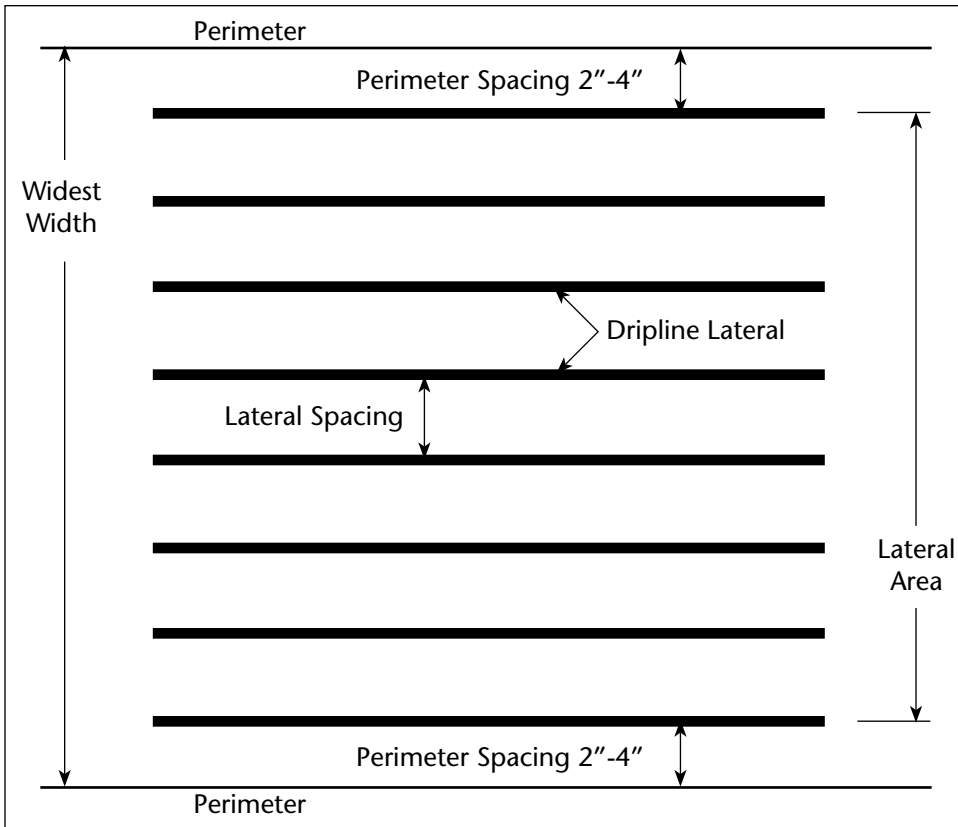 Perimeter
Perimeter Spacing 2"-4"
Widest
Width
Dripline Lateral
Lateral Spacing
Lateral
Area
Perimeter Spacing 2"-4"
Perimeter